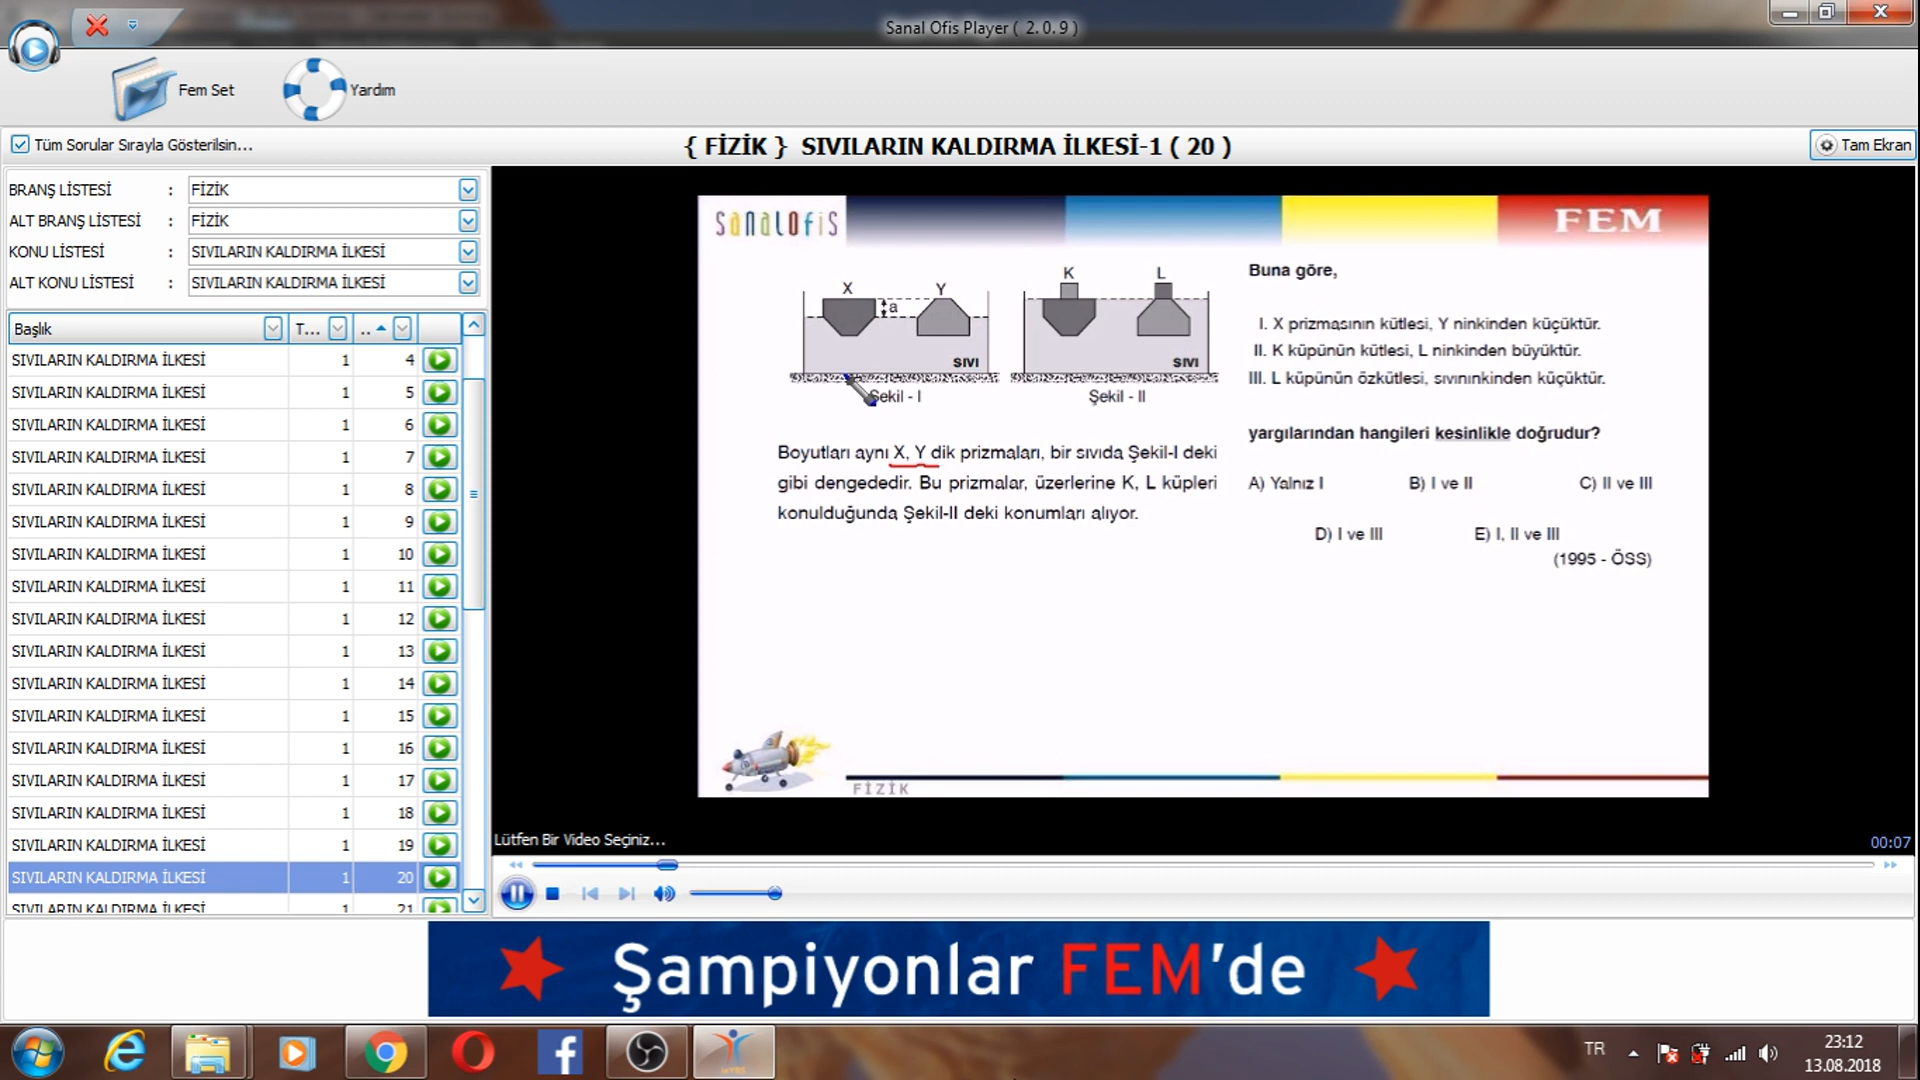 Sanal Ofis Player ( 2.0.9 )
Fem Set
Yardım
Tüm Sorular Sırayla Gösterilsin...
{ FİZİK } SIVILARIN KALDIRMA İLKESİ-1 ( 20 )
Tam Ekran
BRANŞ LİSTESİ : FİZİK
ALT BRANŞ LİSTESİ : FİZİK
KONU LİSTESİ : SIVILARIN KALDIRMA İLKESİ
ALT KONU LİSTESİ : SIVILARIN KALDIRMA İLKESİ
Başlık T... ..
SIVILARIN KALDIRMA İLKESİ 1 4
SIVILARIN KALDIRMA İLKESİ 1 5
SIVILARIN KALDIRMA İLKESİ 1 6
SIVILARIN KALDIRMA İLKESİ 1 7
SIVILARIN KALDIRMA İLKESİ 1 8
SIVILARIN KALDIRMA İLKESİ 1 9
SIVILARIN KALDIRMA İLKESİ 1 10
SIVILARIN KALDIRMA İLKESİ 1 11
SIVILARIN KALDIRMA İLKESİ 1 12
SIVILARIN KALDIRMA İLKESİ 1 13
SIVILARIN KALDIRMA İLKESİ 1 14
SIVILARIN KALDIRMA İLKESİ 1 15
SIVILARIN KALDIRMA İLKESİ 1 16
SIVILARIN KALDIRMA İLKESİ 1 17
SIVILARIN KALDIRMA İLKESİ 1 18
SIVILARIN KALDIRMA İLKESİ 1 19
SIVILARIN KALDIRMA İLKESİ 1 20
SIVILARIN KALDIRMA İLKESİ 1 21
sanalofis
FEM
X a Y
SIVI
Şekil - I
K L
SIVI
Şekil - II
Boyutları aynı X, Y dik prizmaları, bir sıvıda Şekil-I deki
gibi dengededir. Bu prizmalar, üzerlerine K, L küpleri
konulduğunda Şekil-II deki konumları alıyor.
Buna göre,
I. X prizmasının kütlesi, Y ninkinden küçüktür.
II. K küpünün kütlesi, L ninkinden büyüktür.
III. L küpünün özkütlesi, sıvınınkinden küçüktür.
yargılarından hangileri kesinlikle doğrudur?
A) Yalnız I B) I ve II C) II ve III
D) I ve III E) I, II ve III
(1995 - ÖSS)
FİZİK
Lütfen Bir Video Seçiniz...
00:07
Şampiyonlar FEM'de
TR
23:12
13.08.2018